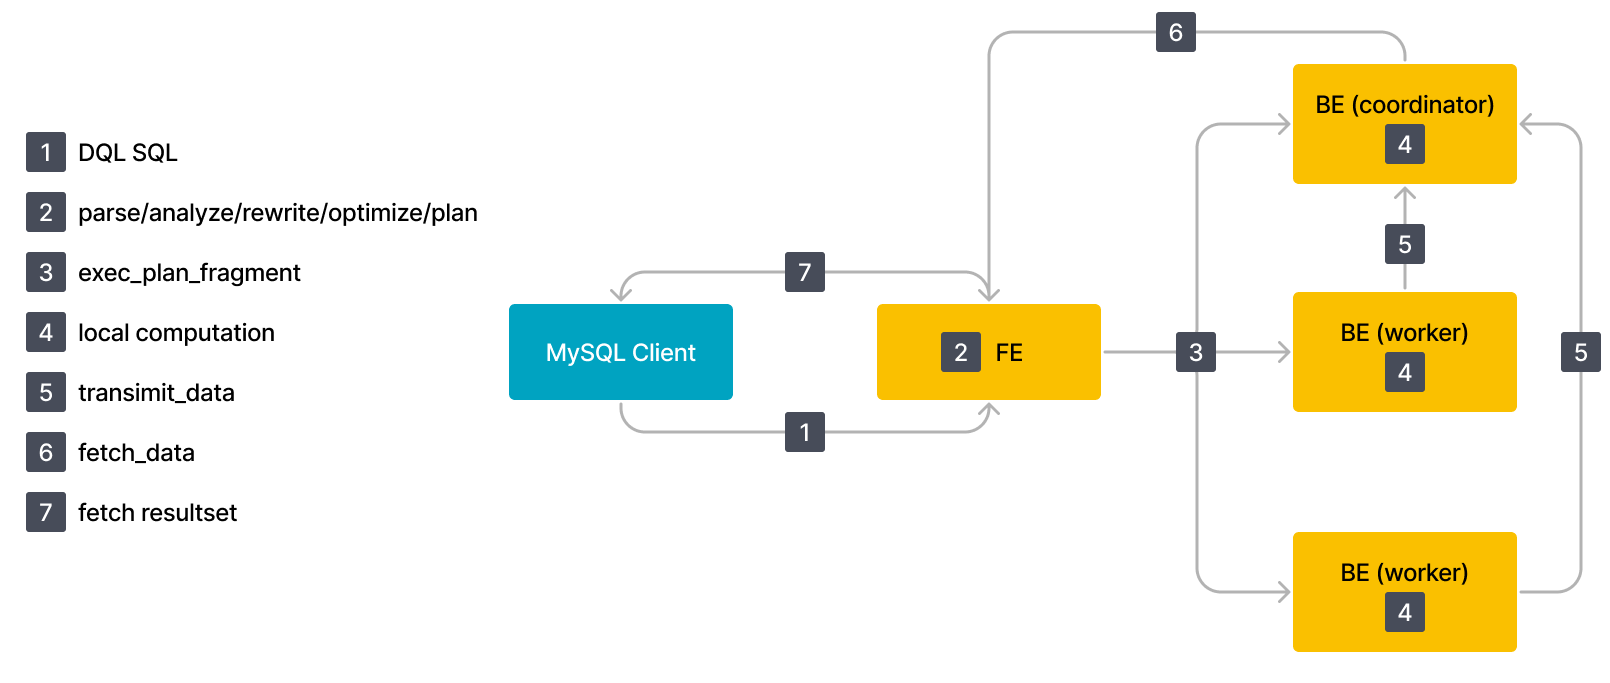 1 DQL SQL
2 parse/analyze/rewrite/optimize/plan
3 exec_plan_fragment
4 local computation
5 transimit_data
6 fetch_data
7 fetch resultset
6
BE (coordinator)
4
5
7
MySQL Client
2 FE
3
BE (worker)
4
5
1
BE (worker)
4